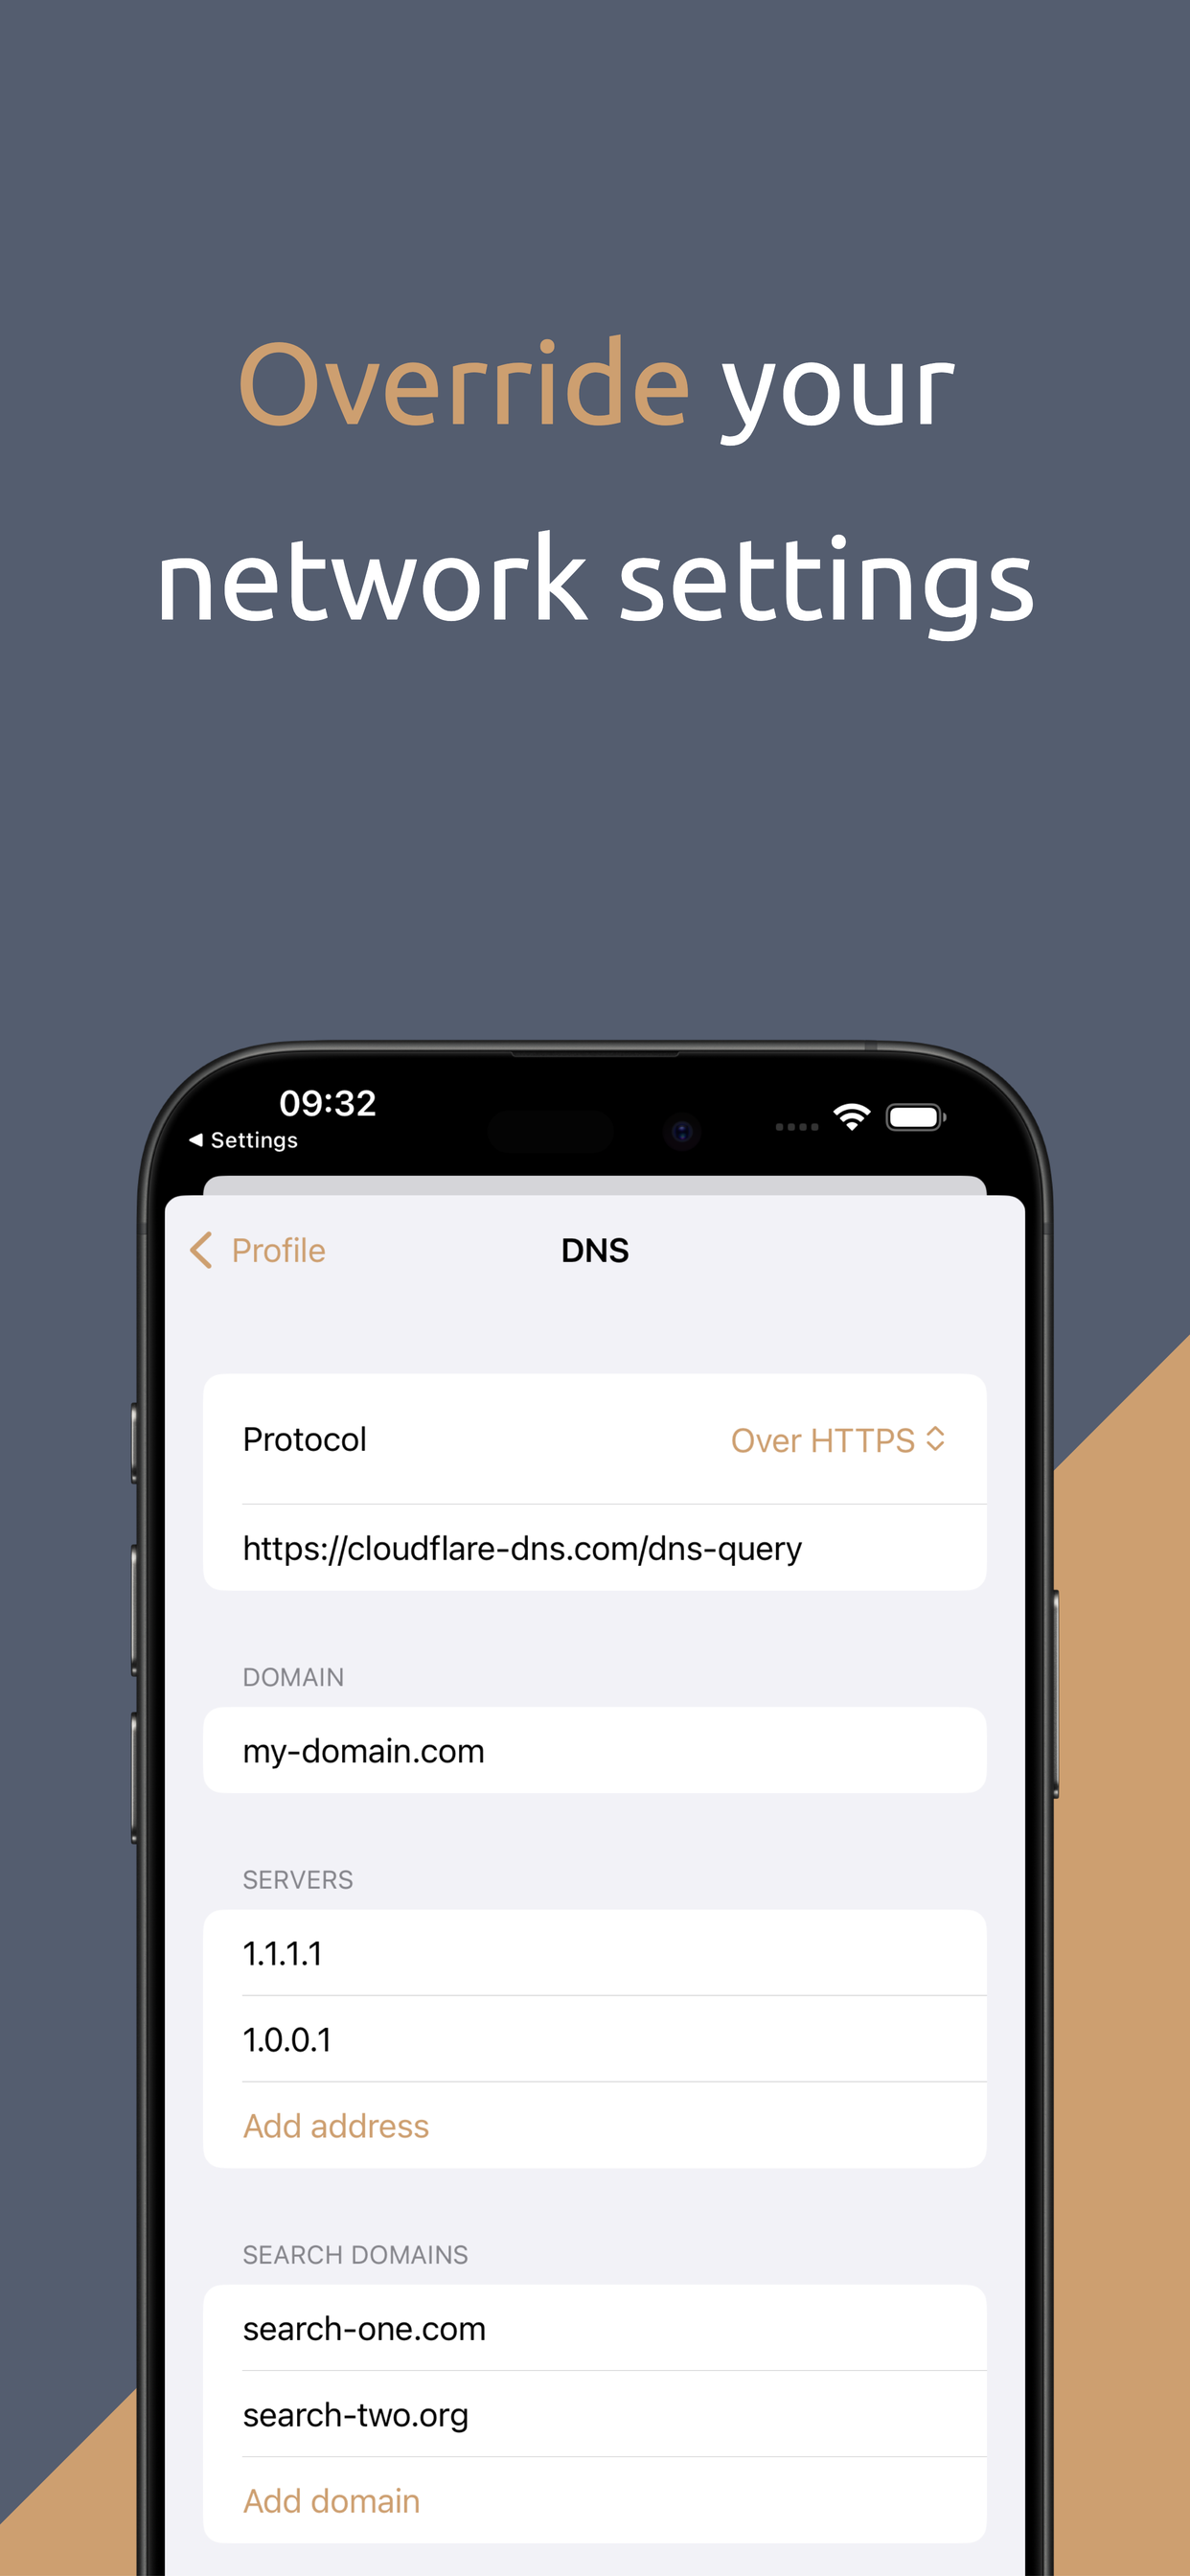 Override your
network settings
09:32
Settings
Profile
DNS
Protocol
Over HTTPS
https://cloudflare-dns.com/dns-query
DOMAIN
my-domain.com
SERVERS
1.1.1.1
1.0.0.1
Add address
SEARCH DOMAINS
search-one.com
search-two.org
Add domain